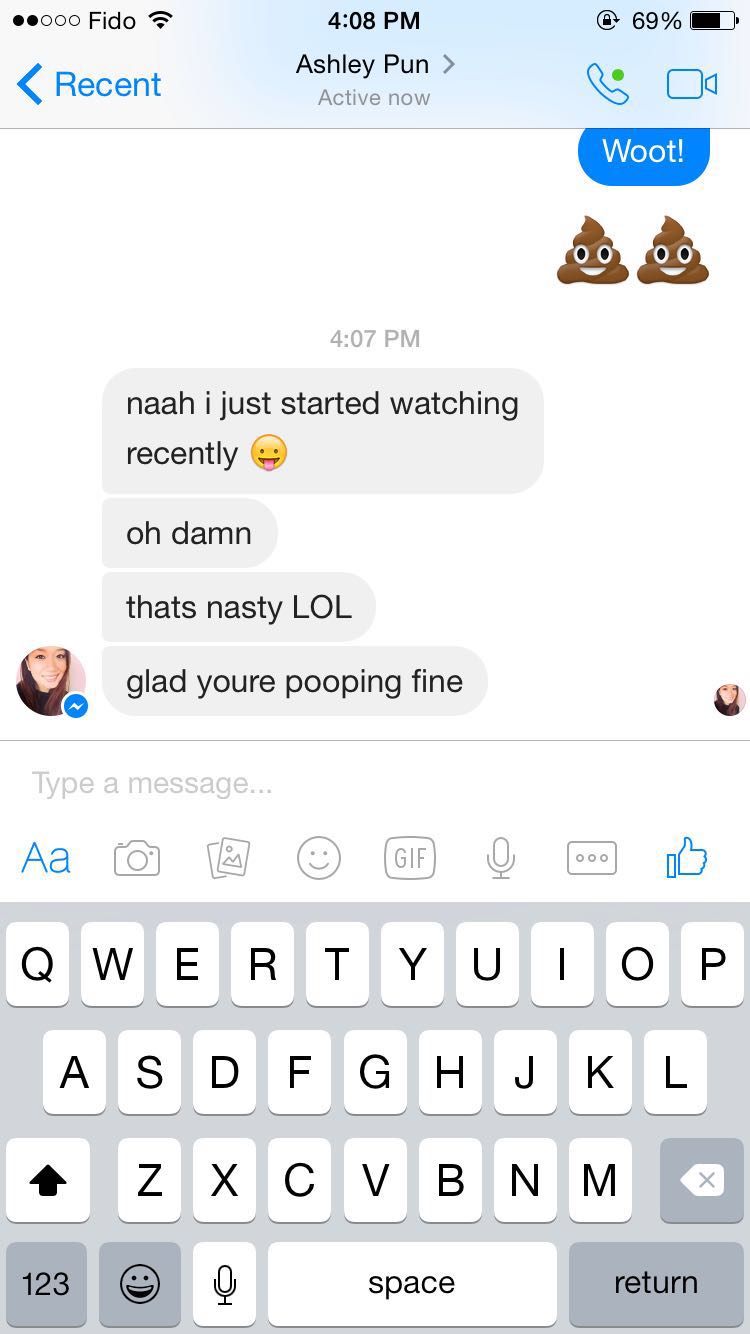 Fido 4:08 PM 69%
Recent Ashley Pun
Active now
Woot!
💩💩
4:07 PM
naah i just started watching
recently 😛
oh damn
thats nasty LOL
glad youre pooping fine
Type a message...
Aa GIF
Q W E R T Y U I O P
A S D F G H J K L
Z X C V B N M
123 space return